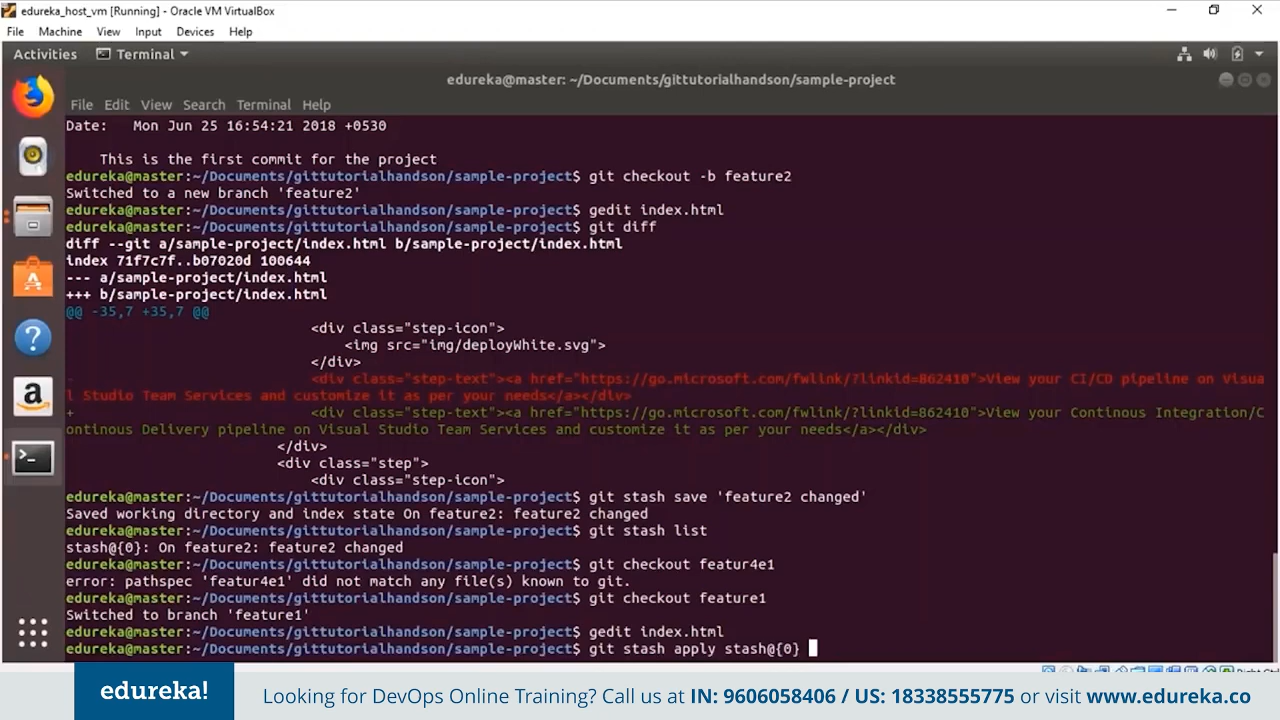 edureka_host_vm [Running] - Oracle VM VirtualBox
File Machine View Input Devices Help
Activities Terminal
edureka@master: ~/Documents/gittutorialhandson/sample-project
File Edit View Search Terminal Help
Date:   Mon Jun 25 16:54:21 2018 +0530
    This is the first commit for the project
edureka@master:~/Documents/gittutorialhandson/sample-project$ git checkout -b feature2
Switched to a new branch 'feature2'
edureka@master:~/Documents/gittutorialhandson/sample-project$ gedit index.html
edureka@master:~/Documents/gittutorialhandson/sample-project$ git diff
diff --git a/sample-project/index.html b/sample-project/index.html
index 71f7c7f..b07020d 100644
--- a/sample-project/index.html
+++ b/sample-project/index.html
@@ -35,7 +35,7 @@
<div class="step-icon">
<img src="img/deployWhite.svg">
</div>
- <div class="step-text"><a href="https://go.microsoft.com/fwlink/?linkid=862410">View your CI/CD pipeline on Visua
l Studio Team Services and customize it as per your needs</a></div>
+ <div class="step-text"><a href="https://go.microsoft.com/fwlink/?linkid=862410">View your Continous Integration/C
ontinous Delivery pipeline on Visual Studio Team Services and customize it as per your needs</a></div>
</div>
<div class="step">
<div class="step-icon">
edureka@master:~/Documents/gittutorialhandson/sample-project$ git stash save 'feature2 changed'
Saved working directory and index state On feature2: feature2 changed
edureka@master:~/Documents/gittutorialhandson/sample-project$ git stash list
stash@{0}: On feature2: feature2 changed
edureka@master:~/Documents/gittutorialhandson/sample-project$ git checkout featur4e1
error: pathspec 'featur4e1' did not match any file(s) known to git.
edureka@master:~/Documents/gittutorialhandson/sample-project$ git checkout feature1
Switched to branch 'feature1'
edureka@master:~/Documents/gittutorialhandson/sample-project$ gedit index.html
edureka@master:~/Documents/gittutorialhandson/sample-project$ git stash apply stash@{0}
edureka! Looking for DevOps Online Training? Call us at IN: 9606058406 / US: 18338555775 or visit www.edureka.co